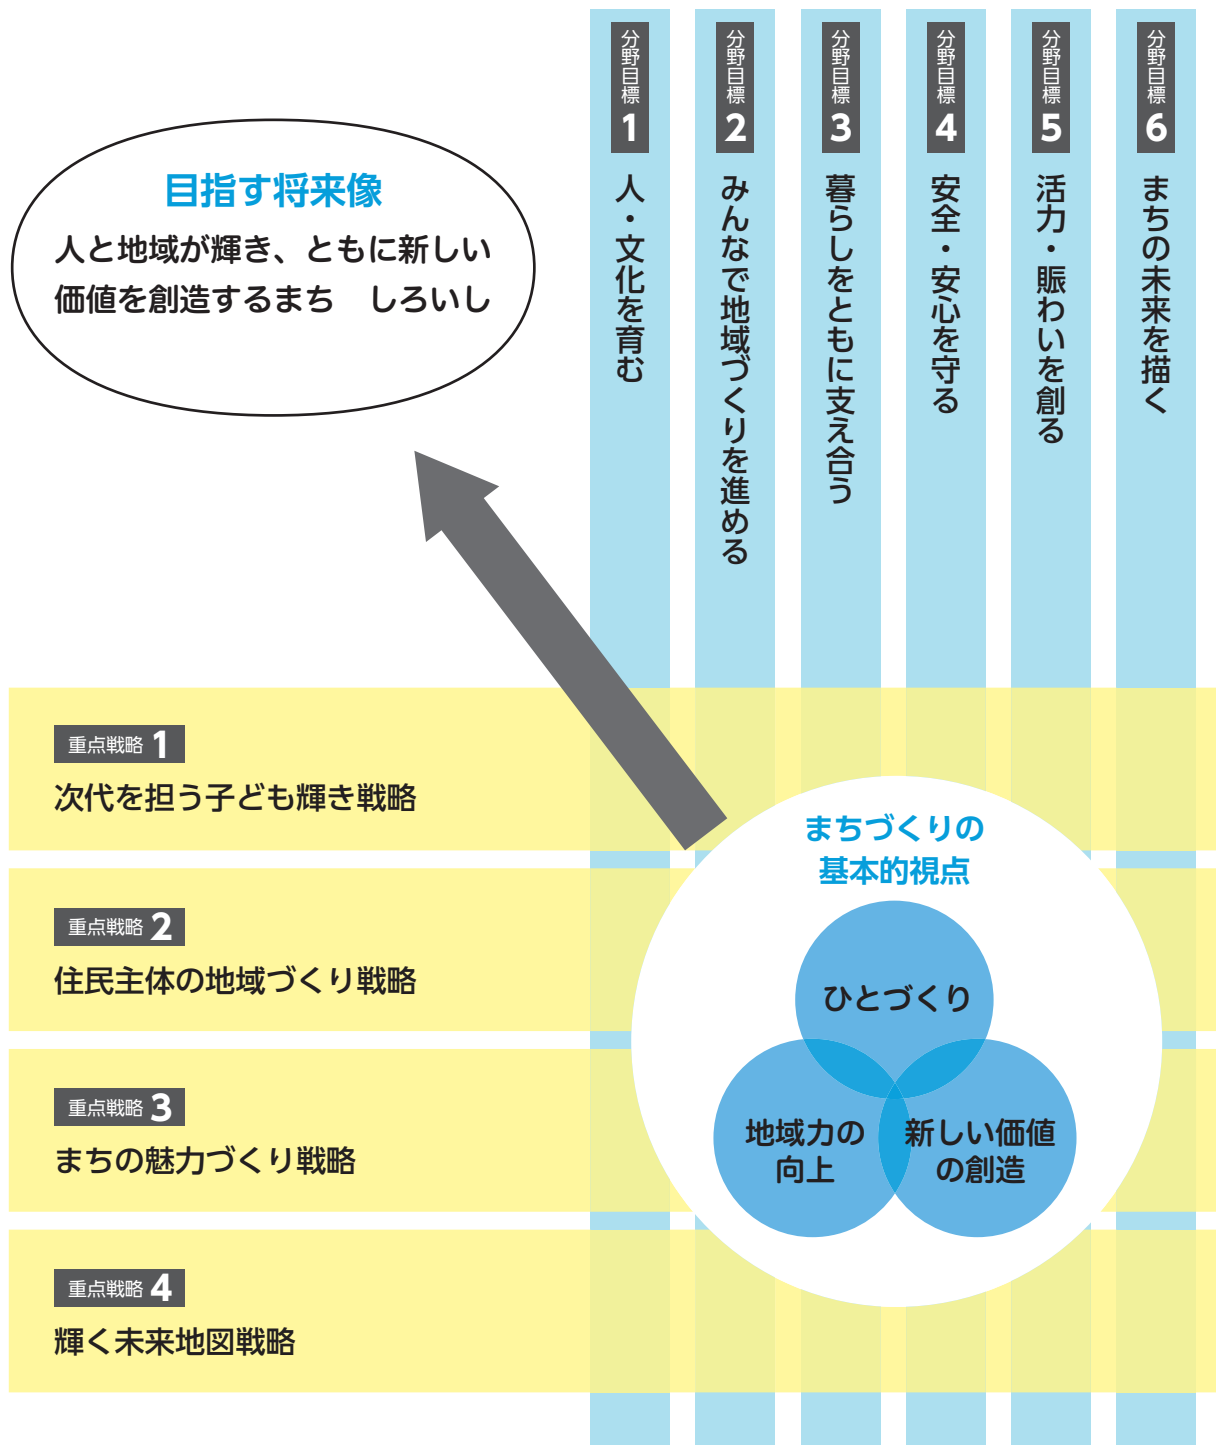 目指す将来像
人と地域が輝き、ともに新しい
価値を創造するまち　しろいし
分野目標 1
人・文化を育む
分野目標 2
みんなで地域づくりを進める
分野目標 3
暮らしをともに支え合う
分野目標 4
安全・安心を守る
分野目標 5
活力・賑わいを創る
分野目標 6
まちの未来を描く
重点戦略 1
次代を担う子ども輝き戦略
重点戦略 2
住民主体の地域づくり戦略
重点戦略 3
まちの魅力づくり戦略
重点戦略 4
輝く未来地図戦略
まちづくりの
基本的視点
ひとづくり
地域力の
向上
新しい価値
の創造